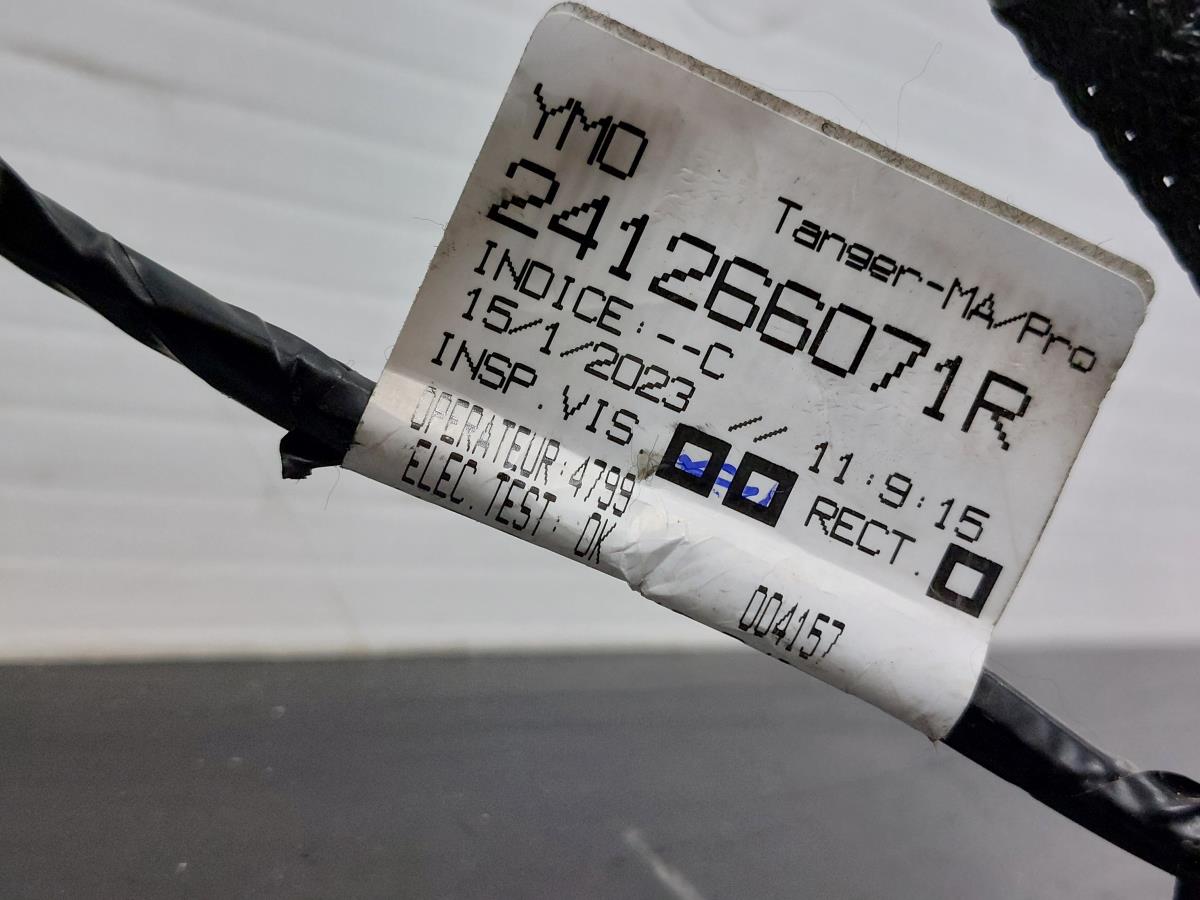 YMO
Tanger-MA/Pro
241266071R
INDICE:--C
15/1/2023 // 11:9:15
INSP.VIS RECT.
OPERATEUR:4799
ELEC.TEST: OK
004157